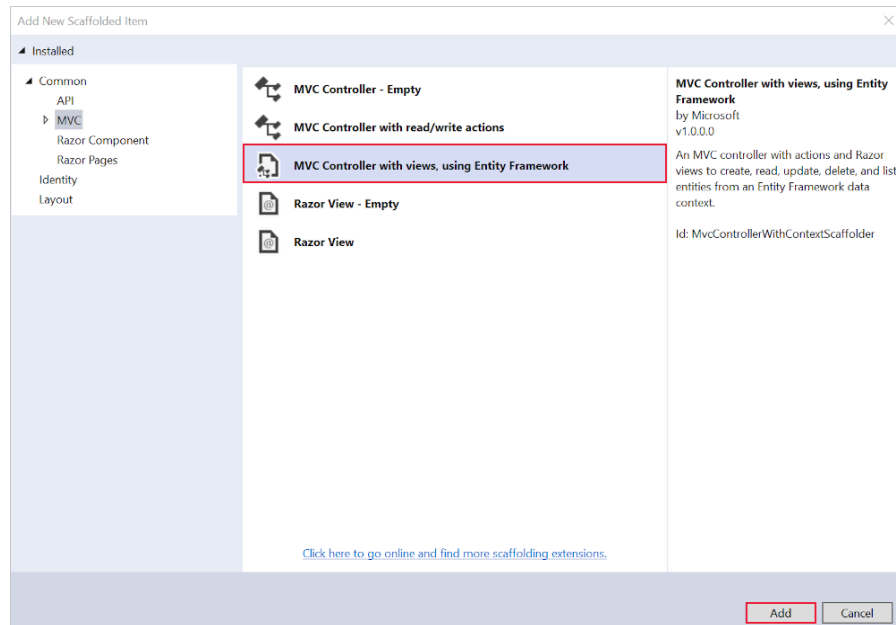 Add New Scaffolded Item
Installed
Common
API
MVC
Razor Component
Razor Pages
Identity
Layout
MVC Controller - Empty
MVC Controller with read/write actions
MVC Controller with views, using Entity Framework
Razor View - Empty
Razor View
Click here to go online and find more scaffolding extensions.
MVC Controller with views, using Entity
Framework
by Microsoft
v1.0.0.0
An MVC controller with actions and Razor
views to create, read, update, delete, and list
entities from an Entity Framework data
context.
Id: MvcControllerWithContextScaffolder
Add
Cancel